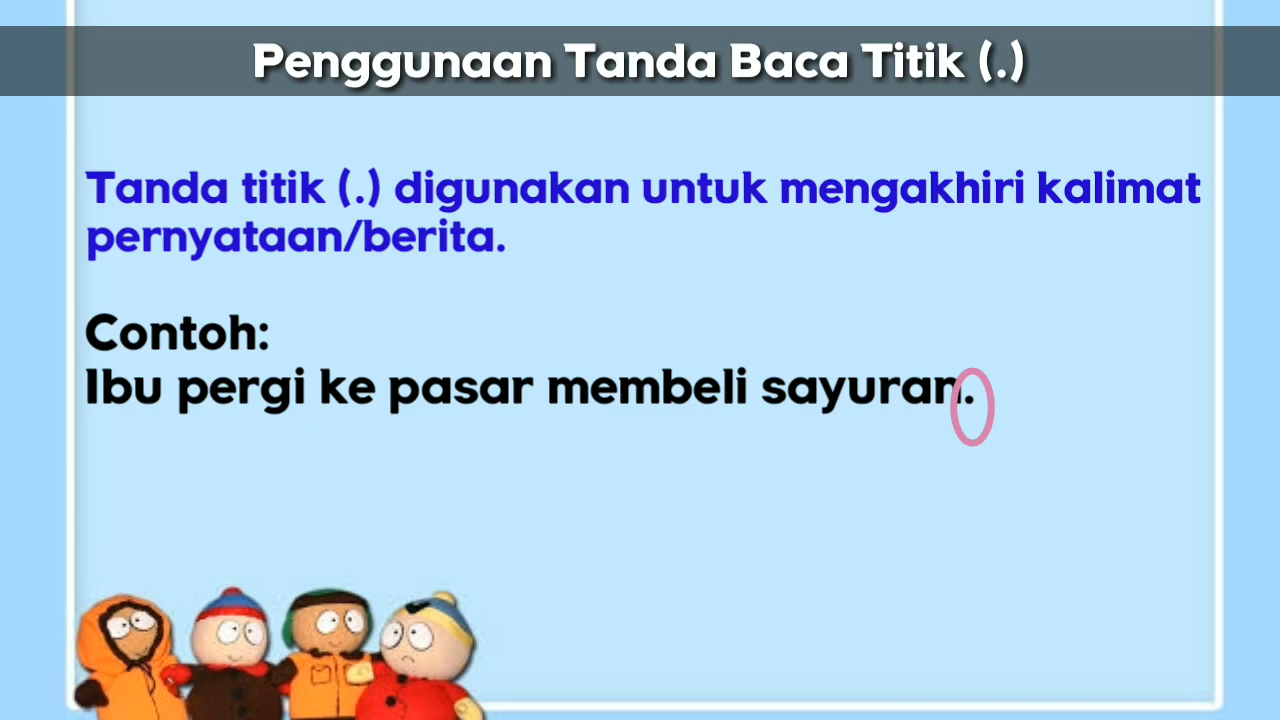 Penggunaan Tanda Baca Titik (.)
Tanda titik (.) digunakan untuk mengakhiri kalimat
pernyataan/berita.
Contoh:
Ibu pergi ke pasar membeli sayuran.